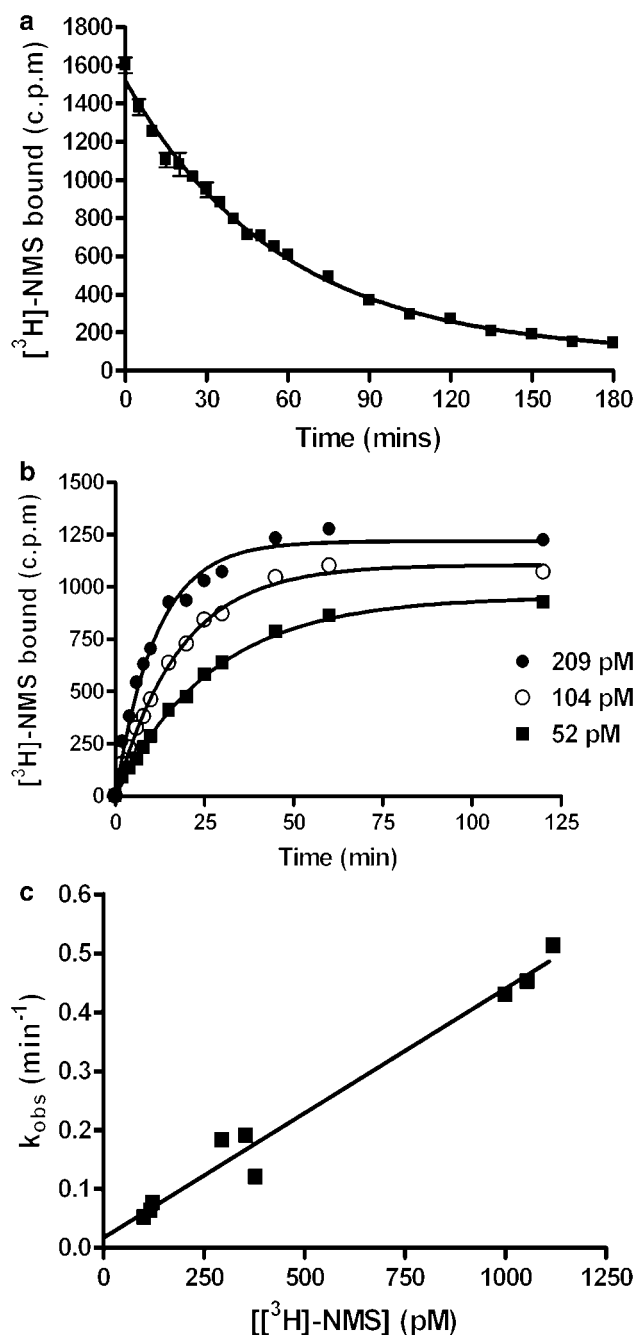 a
1800
1600
1400
1200
1000
800
600
400
200
0
[³H]-NMS bound (c.p.m)
0 30 60 90 120 150 180
Time (mins)
b
1500
1250
1000
750
500
250
0
[³H]-NMS bound (c.p.m)
209 pM
104 pM
52 pM
0 25 50 75 100 125
Time (min)
c
0.6
0.5
0.4
0.3
0.2
0.1
0.0
kobs (min⁻¹)
0 250 500 750 1000 1250
[[³H]-NMS] (pM)